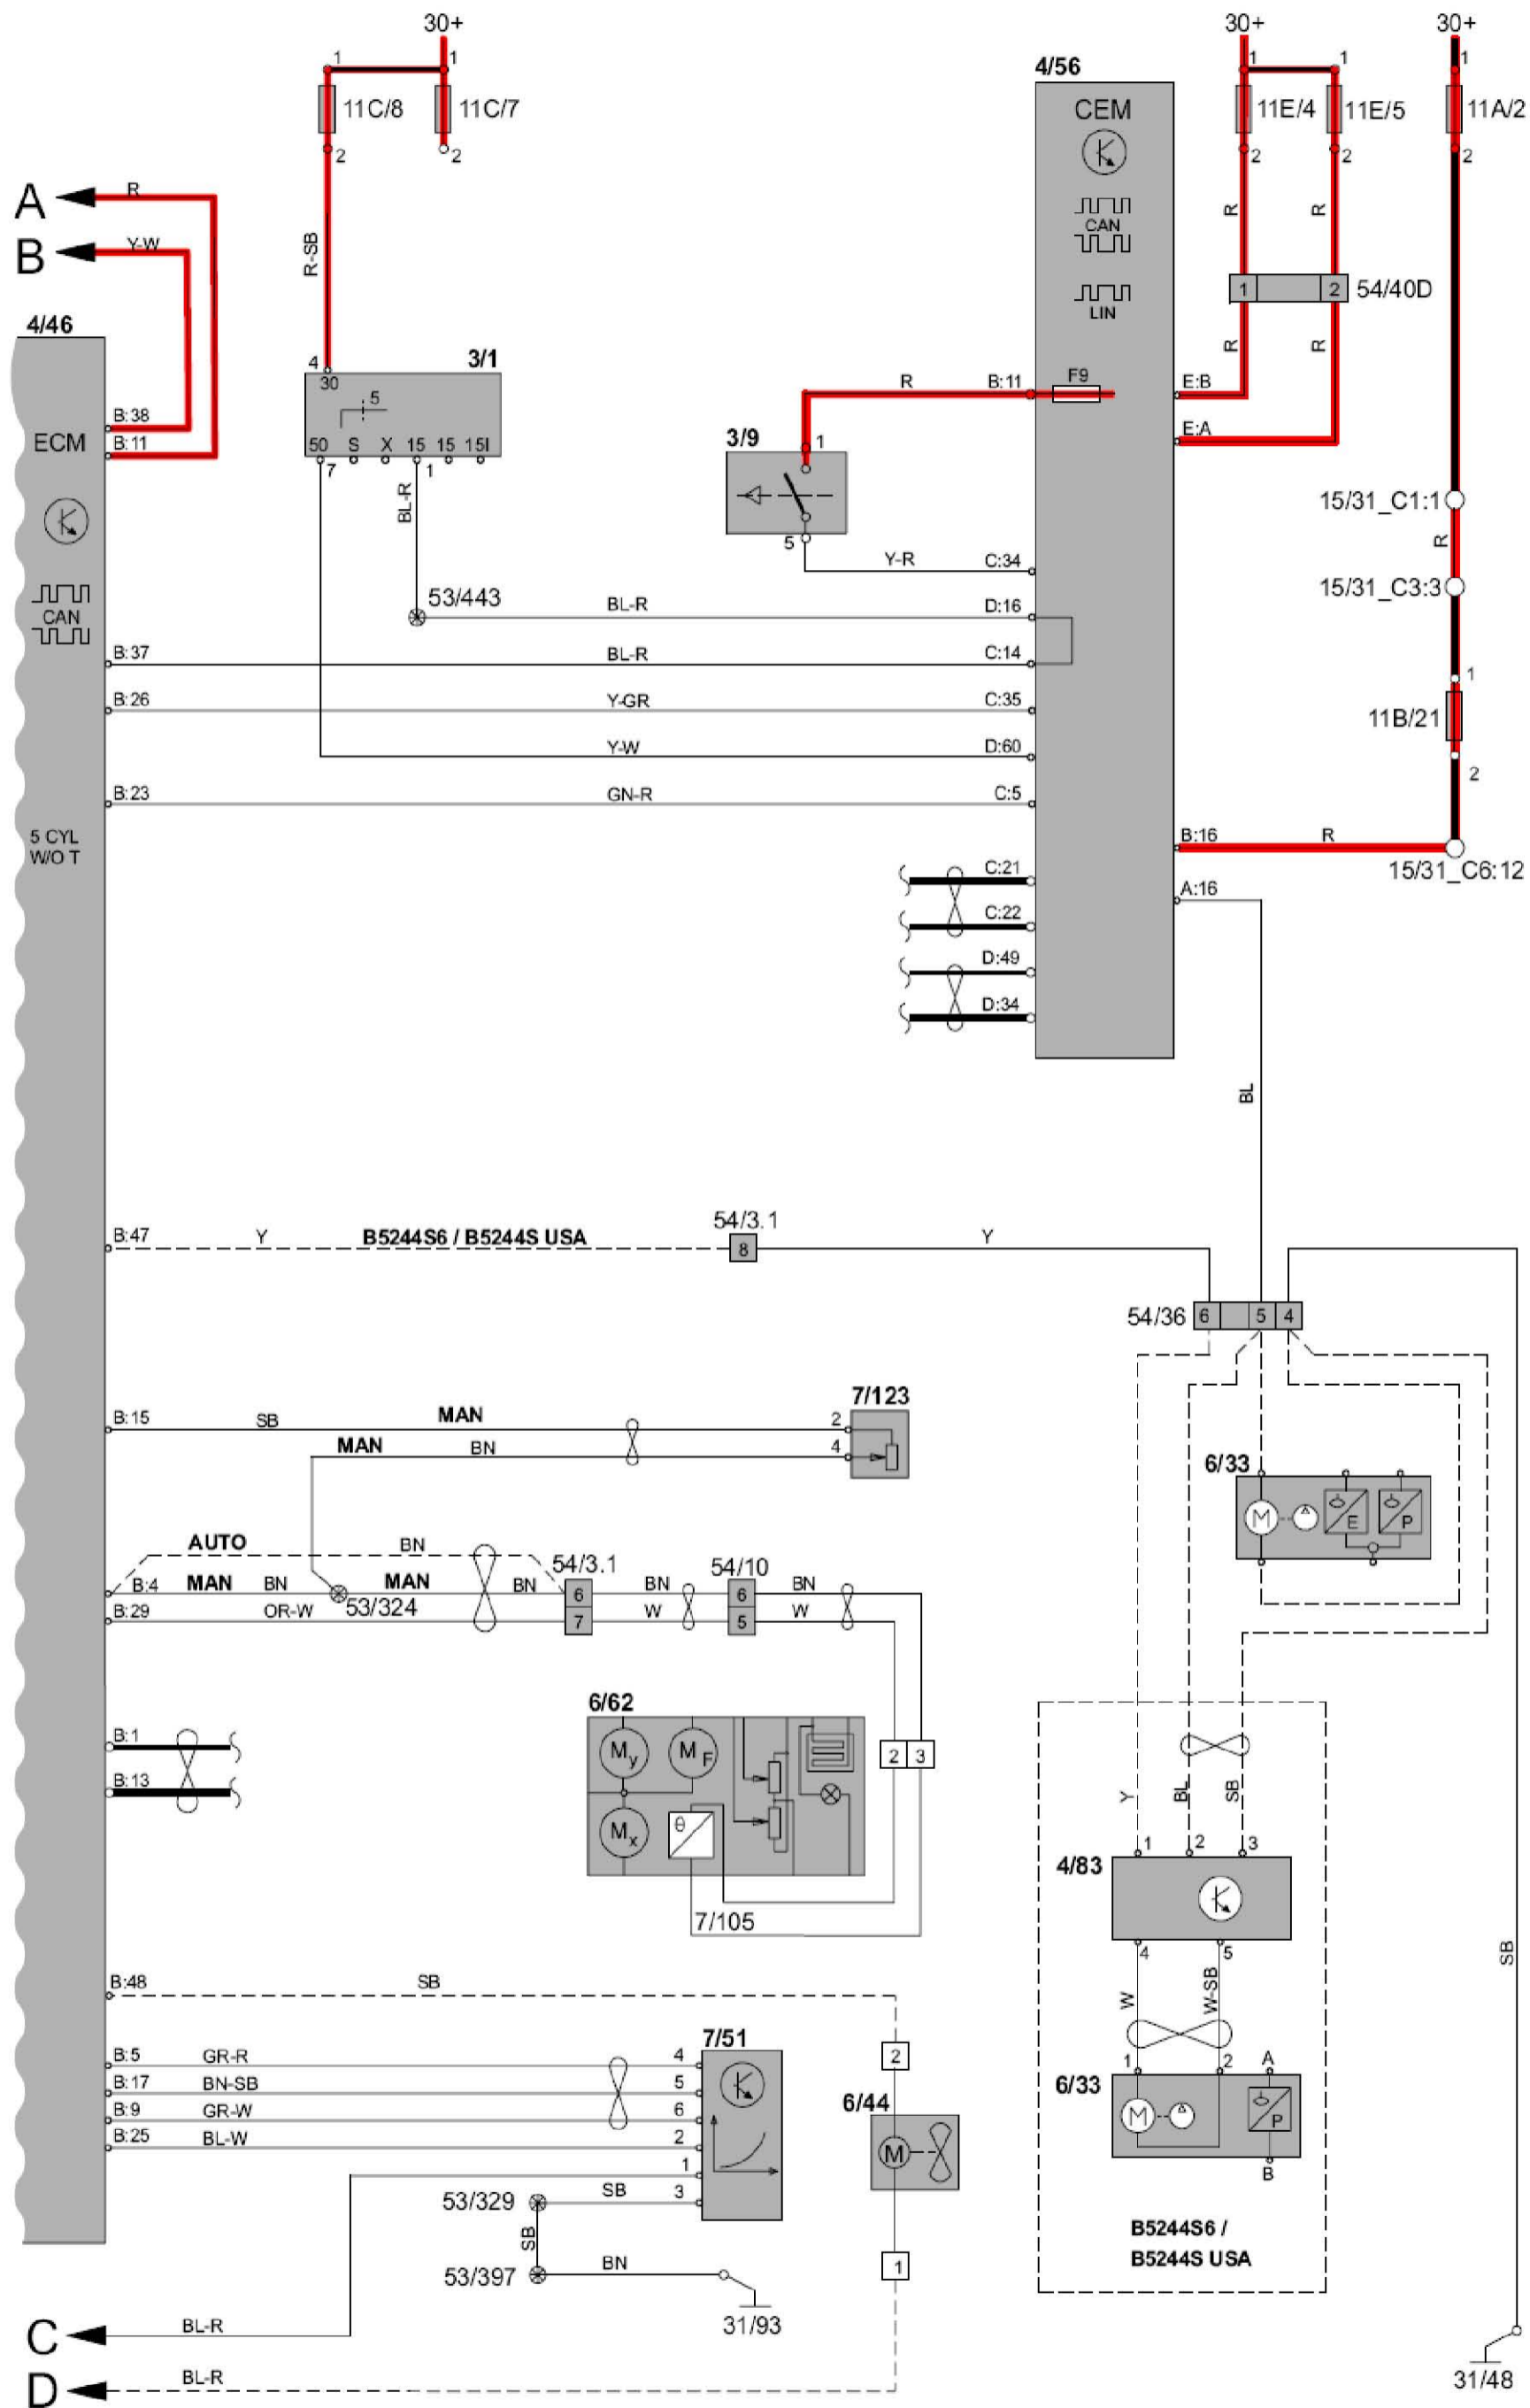 30+
30+
30+
1
1
11C/8
11C/7
2
2
4/56
CEM
CAN
LIN
1
1
1
11E/4
11E/5
11A/2
2
2
2
A
R
B
Y-W
R-SB
R
R
1
2
54/40D
R
R
4/46
4
3/1
30
5
50
S
X
15
15
15I
7
1
B:38
B:11
ECM
CAN
5 CYL
W/O T
R
B:11
F9
E:B
E:A
3/9
1
5
Y-R
C:34
15/31_C1:1
R
15/31_C3:3
BL-R
53/443
BL-R
D:16
B:37
BL-R
C:14
B:26
Y-GR
C:35
Y-W
D:60
B:23
GN-R
C:5
1
11B/21
2
B:16
R
15/31_C6:12
A:16
C:21
C:22
D:49
D:34
BL
B:47
Y
B5244S6 / B5244S USA
54/3.1
8
Y
54/36
6
5
4
B:15
SB
MAN
2
7/123
MAN
BN
4
6/33
M
E
P
AUTO
BN
B:4
MAN
BN
MAN
BN
54/3.1
6
BN
54/10
6
BN
B:29
OR-W
53/324
7
W
5
W
B:1
B:13
6/62
My
MF
Mx
θ
2
3
7/105
Y
BL
SB
1
2
3
4/83
4
5
W
W-SB
1
2
A
6/33
M
P
B
B5244S6 /
B5244S USA
SB
B:48
SB
B:5
GR-R
4
7/51
B:17
BN-SB
5
B:9
GR-W
6
B:25
BL-W
2
1
3
2
6/44
M
1
53/329
SB
SB
53/397
BN
31/93
C
BL-R
D
BL-R
31/48